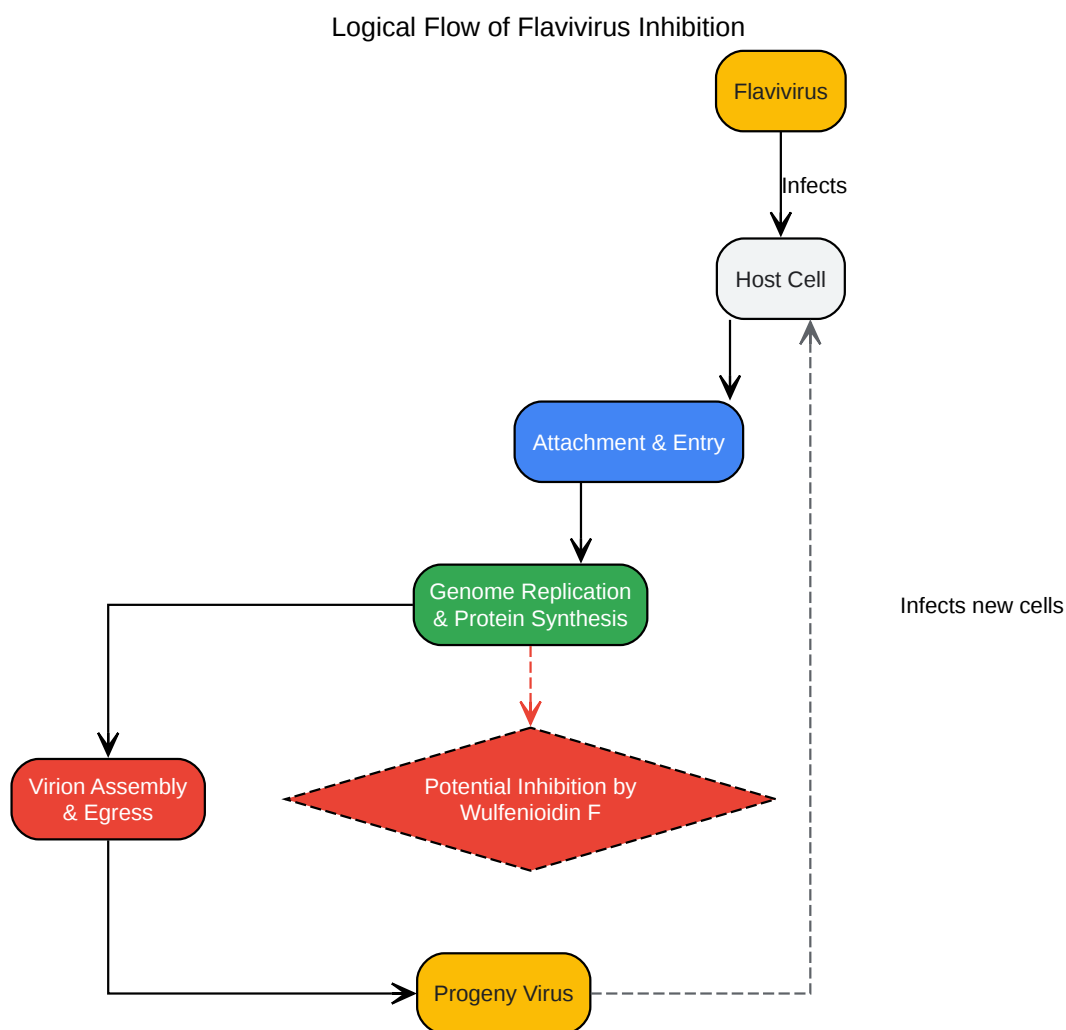 Logical Flow of Flavivirus Inhibition
Flavivirus
Infects
Host Cell
Attachment & Entry
Genome Replication
& Protein Synthesis
Infects new cells
Virion Assembly
& Egress
Potential Inhibition by
Wulfenioidin F
Progeny Virus